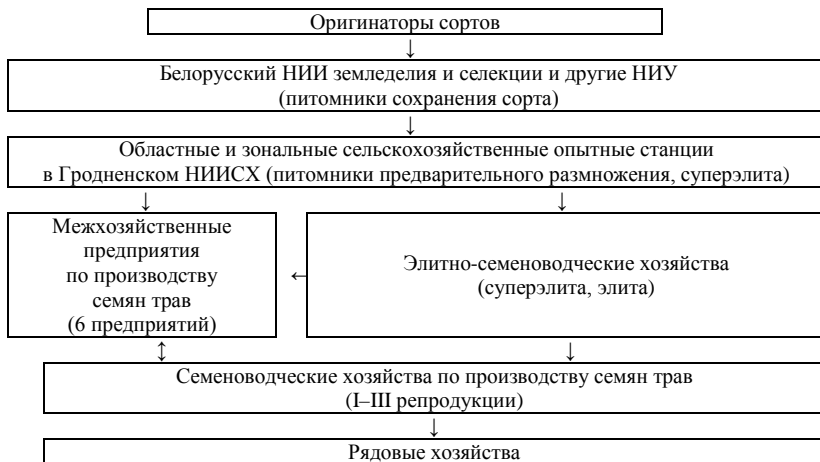 Оригинаторы сортов
↓
Белорусский НИИ земледелия и селекции и другие НИУ
(питомники сохранения сорта)
↓
Областные и зональные сельскохозяйственные опытные станции
в Гродненском НИИСХ (питомники предварительного размножения, суперэлита)
↓ ↓
Межхозяйственные
предприятия
по производству
семян трав
(6 предприятий)
←
Элитно-семеноводческие хозяйства
(суперэлита, элита)
↕ ↓
Семеноводческие хозяйства по производству семян трав
(I–III репродукции)
↓
Рядовые хозяйства